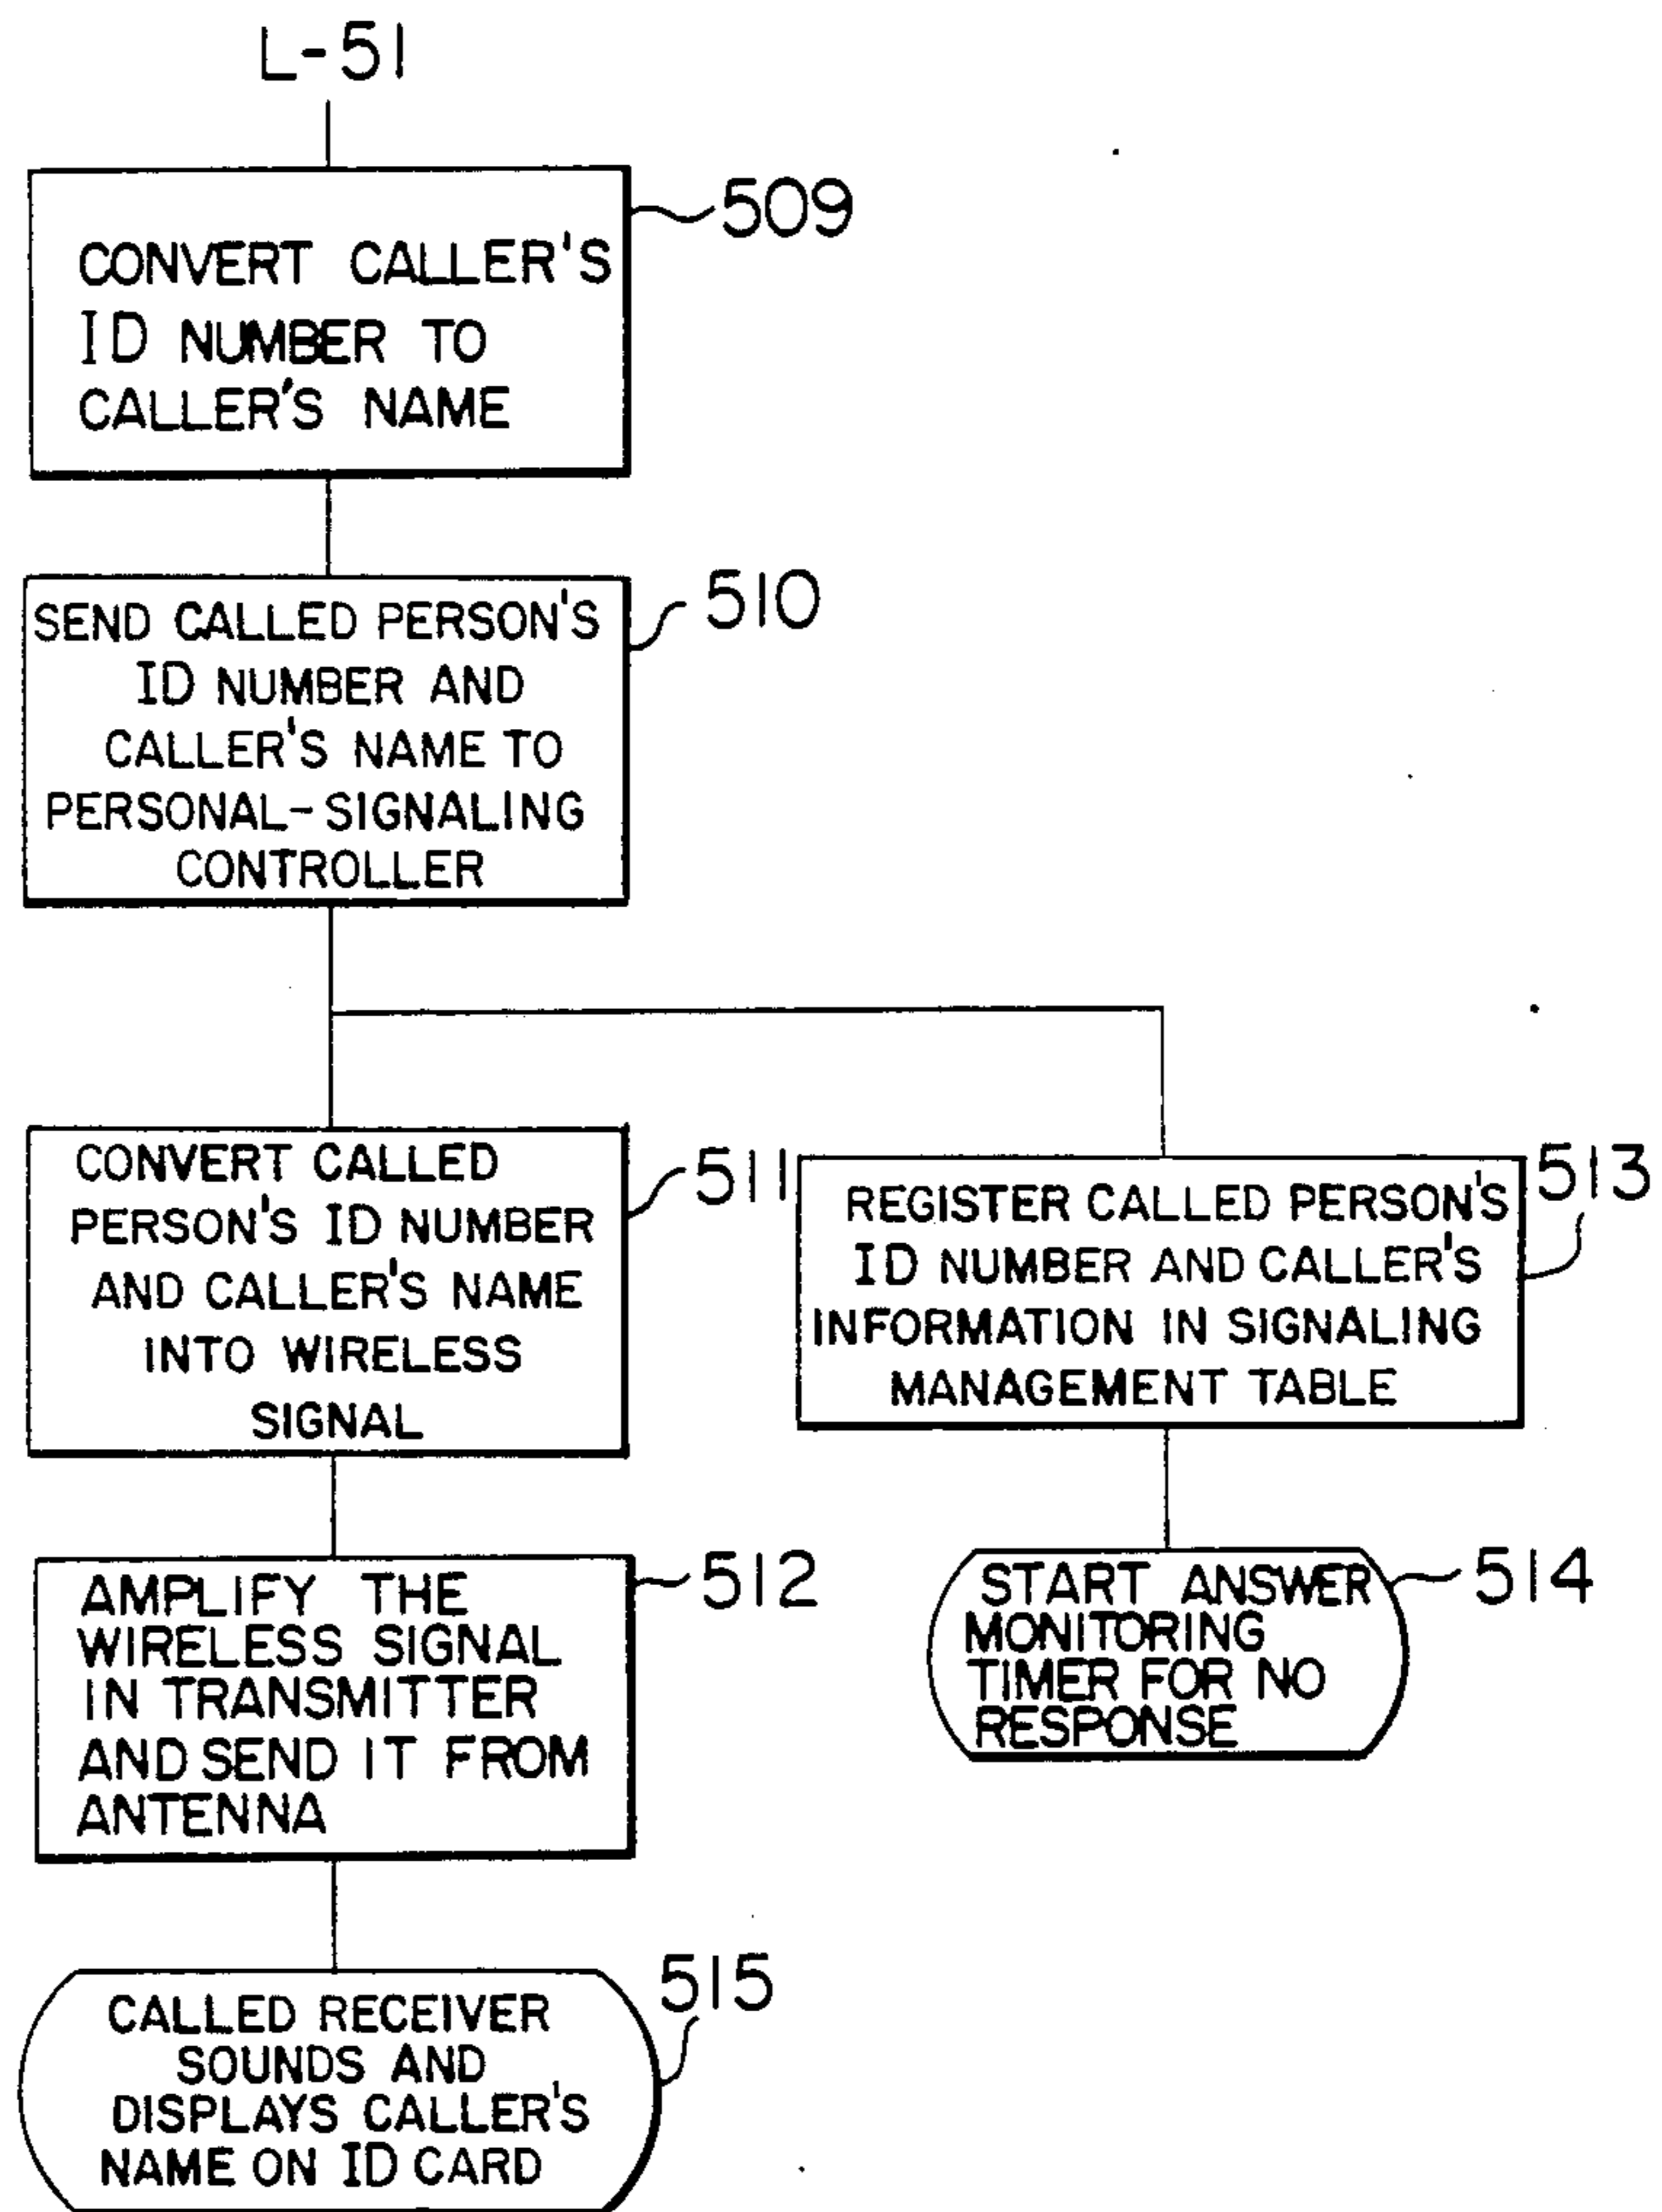 L-51
509
CONVERT CALLER'S
ID NUMBER TO
CALLER'S NAME
510
SEND CALLED PERSON'S
ID NUMBER AND
CALLER'S NAME TO
PERSONAL-SIGNALING
CONTROLLER
511
CONVERT CALLED
PERSON'S ID NUMBER
AND CALLER'S NAME
INTO WIRELESS
SIGNAL
513
REGISTER CALLED PERSON'S
ID NUMBER AND CALLER'S
INFORMATION IN SIGNALING
MANAGEMENT TABLE
512
AMPLIFY THE
WIRELESS SIGNAL
IN TRANSMITTER
AND SEND IT FROM
ANTENNA
514
START ANSWER
MONITORING
TIMER FOR NO
RESPONSE
515
CALLED RECEIVER
SOUNDS AND
DISPLAYS CALLER'S
NAME ON ID CARD